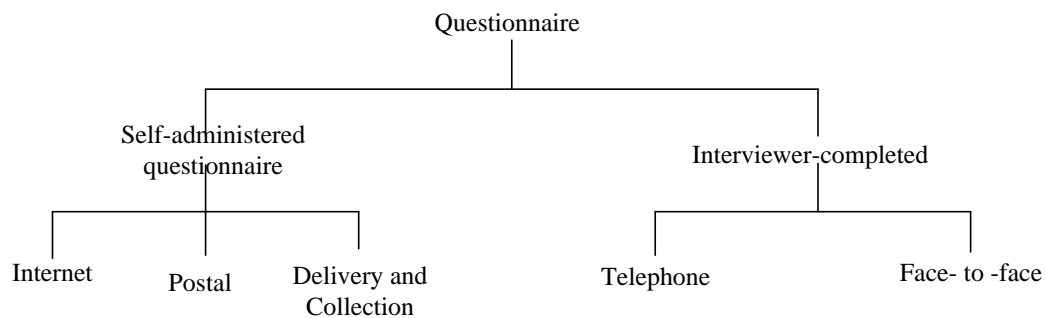 Questionnaire
Self-administered
questionnaire
Interviewer-completed
Internet
Postal
Delivery and
Collection
Telephone
Face- to -face